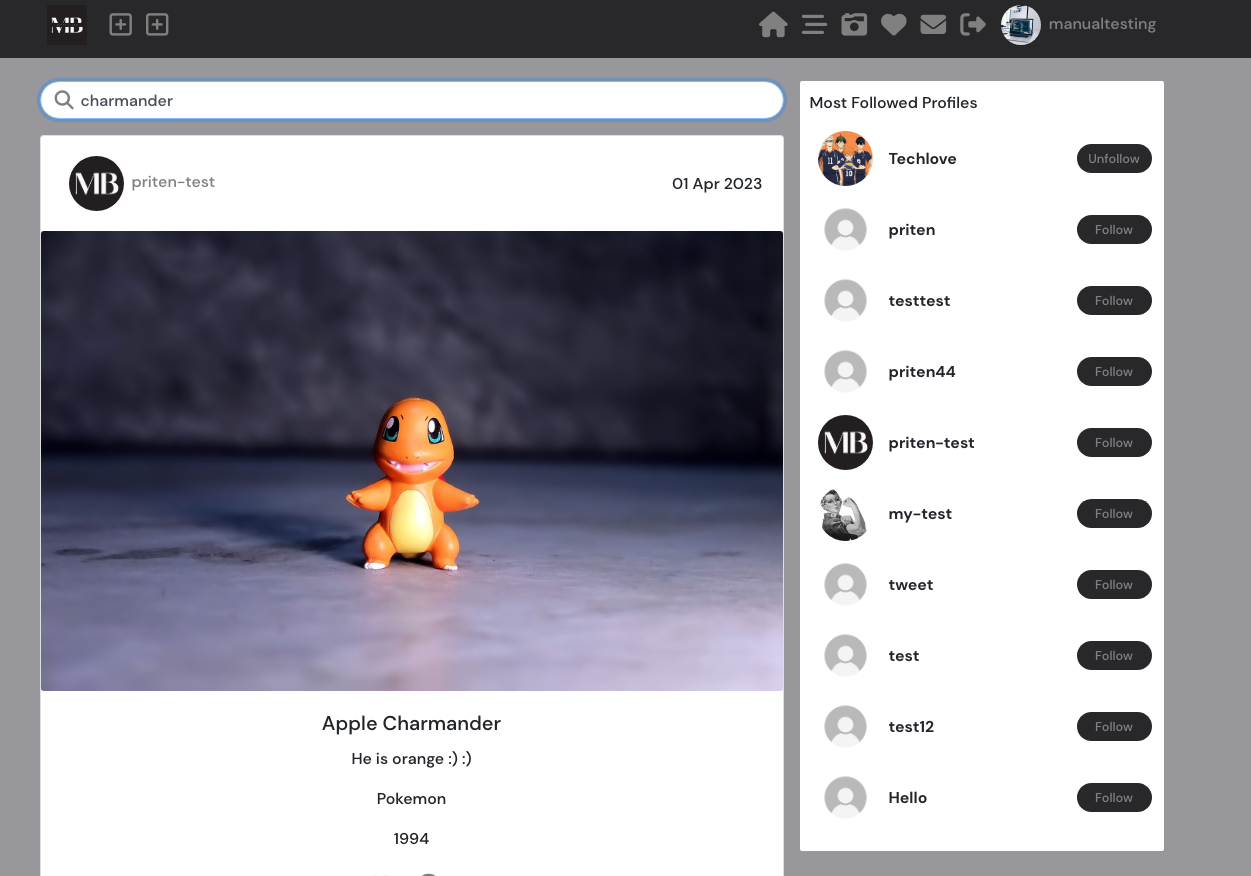 MB
manualtesting
charmander
MB
priten-test
01 Apr 2023
Apple Charmander
He is orange :) :)
Pokemon
1994
Most Followed Profiles
Techlove
Unfollow
priten
Follow
testtest
Follow
priten44
Follow
MB
priten-test
Follow
my-test
Follow
tweet
Follow
test
Follow
test12
Follow
Hello
Follow